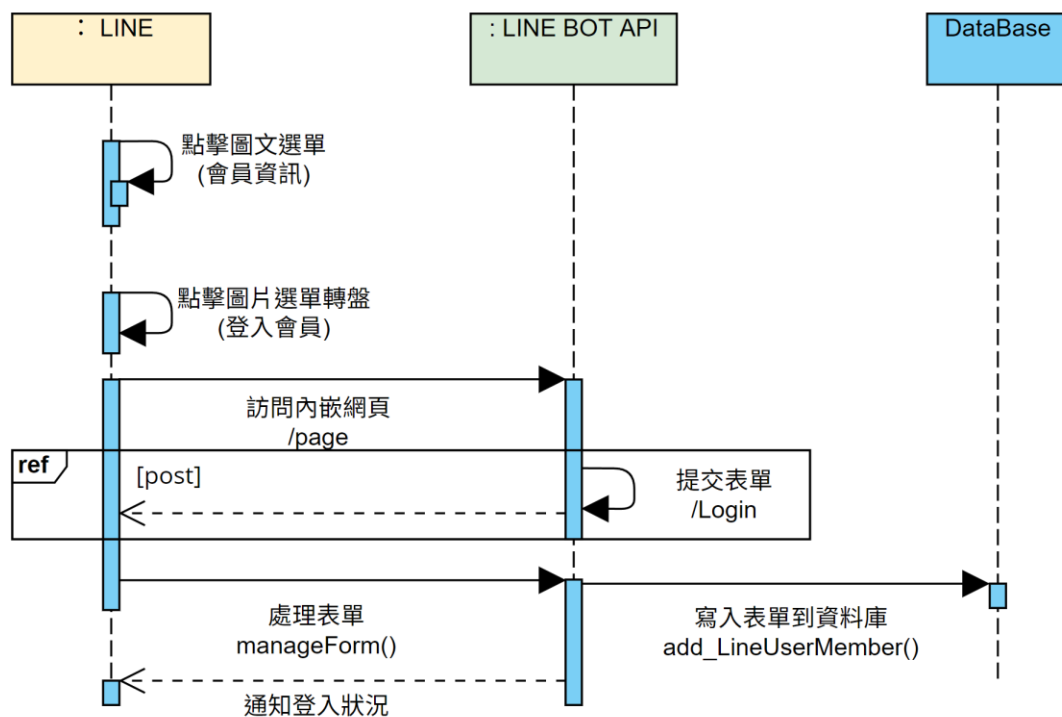 ： LINE
: LINE BOT API
DataBase
點擊圖文選單
(會員資訊)
點擊圖片選單轉盤
(登入會員)
訪問內嵌網頁
/page
ref
[post]
提交表單
/Login
處理表單
manageForm()
寫入表單到資料庫
add_LineUserMember()
通知登入狀況